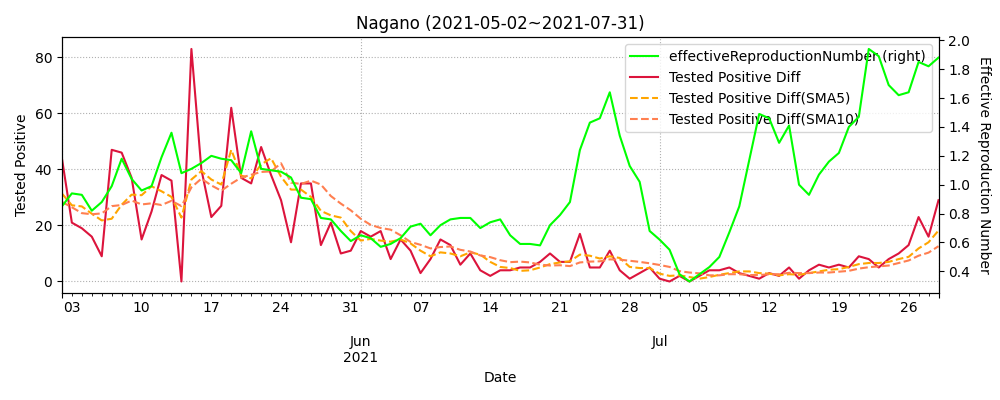 Nagano (2021-05-02~2021-07-31)
effectiveReproductionNumber (right)
Tested Positive Diff
Tested Positive Diff(SMA5)
Tested Positive Diff(SMA10)
Tested Positive
80
60
40
20
0
2.0
1.8
1.6
1.4
1.2
1.0
0.8
0.6
0.4
Effective Reproduction Number
03 10 17 24 31 07 14 21 28 05 12 19 26
Jun Jul
2021
Date